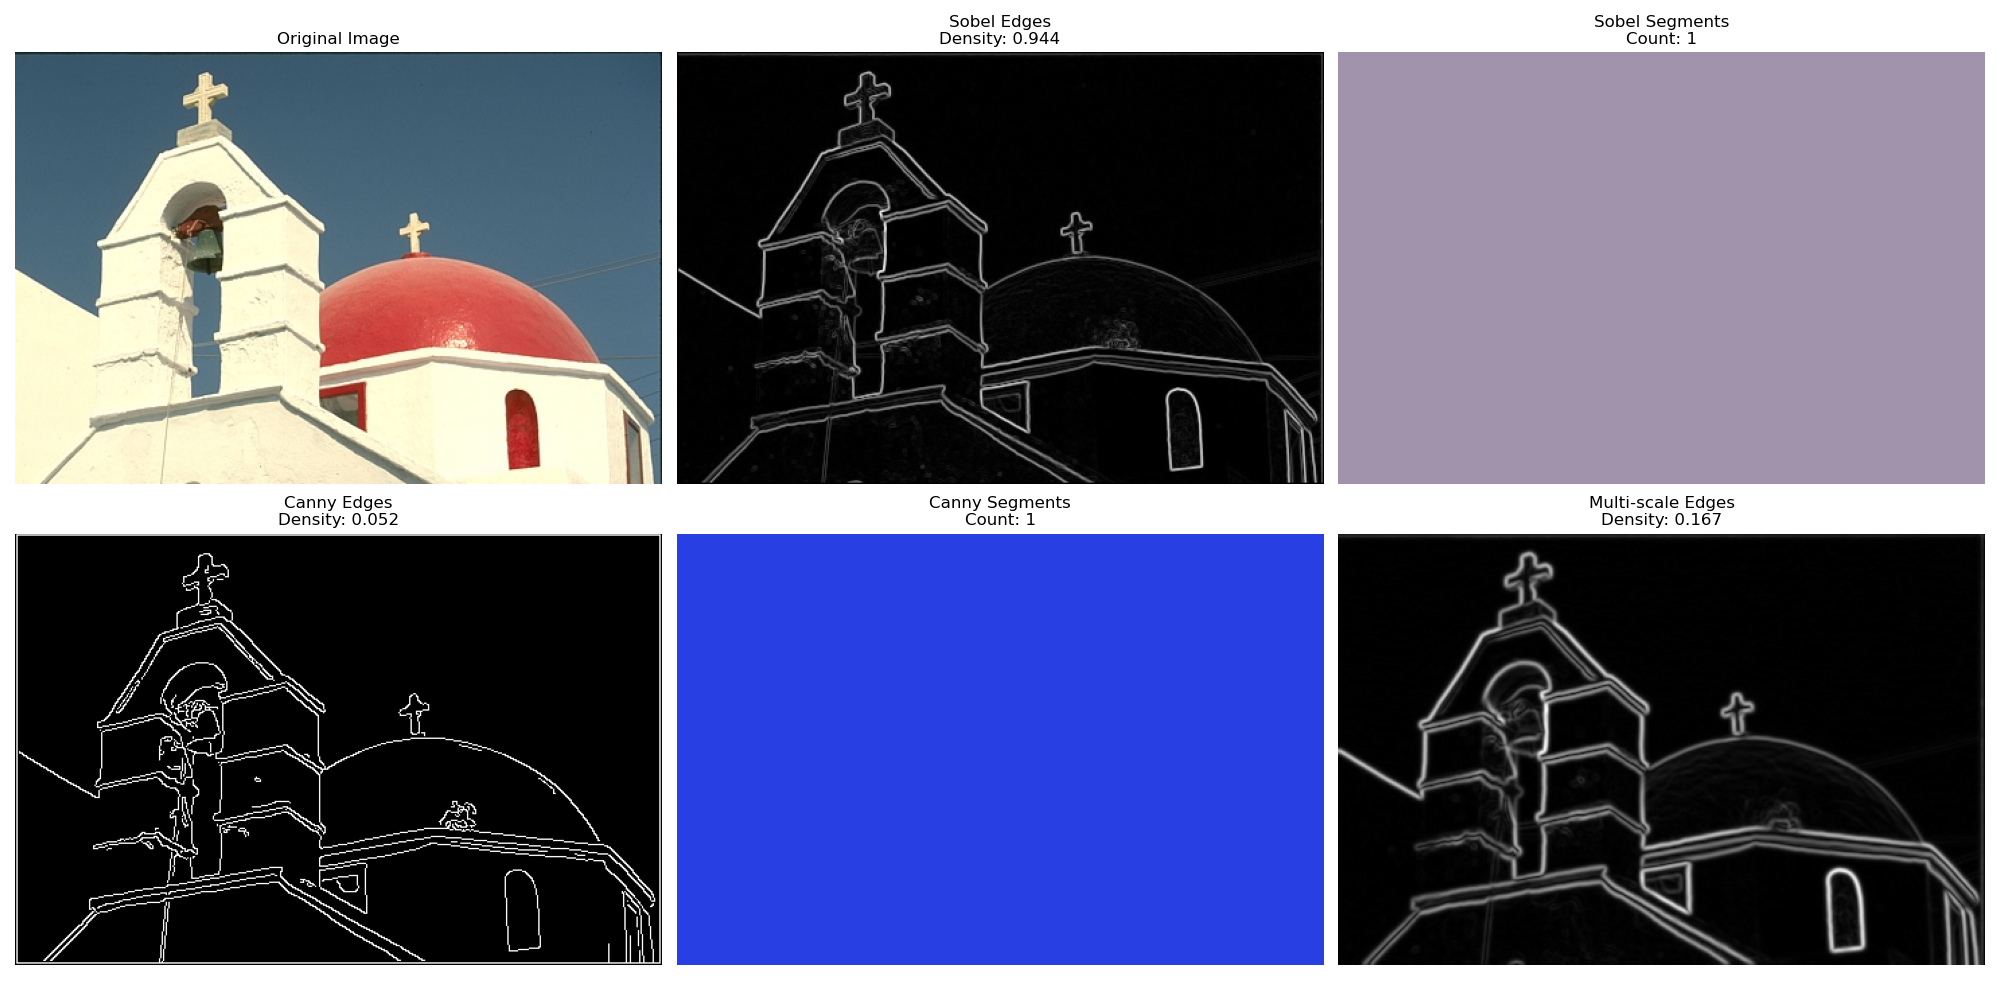 Original Image
Sobel Edges
Density: 0.944
Sobel Segments
Count: 1
Canny Edges
Density: 0.052
Canny Segments
Count: 1
Multi-scale Edges
Density: 0.167